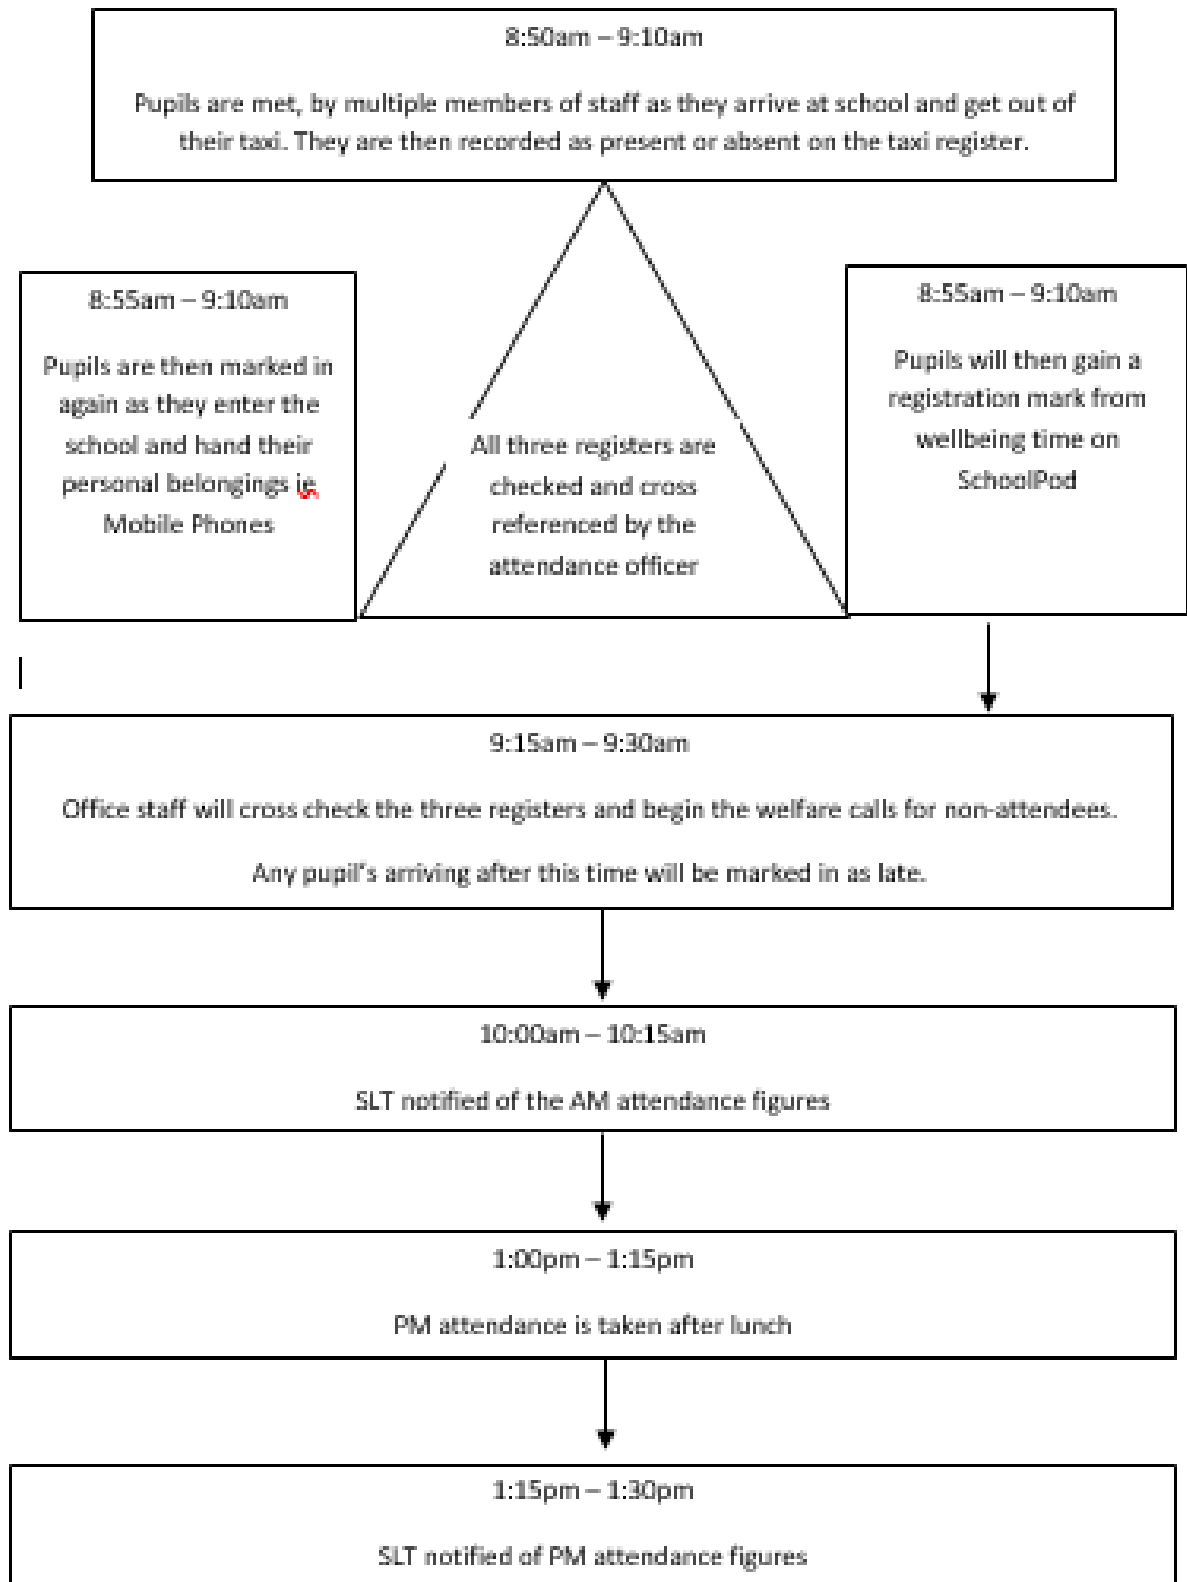 8:50am – 9:10am
Pupils are met, by multiple members of staff as they arrive at school and get out of
their taxi. They are then recorded as present or absent on the taxi register.
8:55am – 9:10am
Pupils are then marked in
again as they enter the
school and hand their
personal belongings ie
Mobile Phones
All three registers are
checked and cross
referenced by the
attendance officer
8:55am – 9:10am
Pupils will then gain a
registration mark from
wellbeing time on
SchoolPod
9:15am – 9:30am
Office staff will cross check the three registers and begin the welfare calls for non-attendees.
Any pupil's arriving after this time will be marked in as late.
10:00am – 10:15am
SLT notified of the AM attendance figures
1:00pm – 1:15pm
PM attendance is taken after lunch
1:15pm – 1:30pm
SLT notified of PM attendance figures